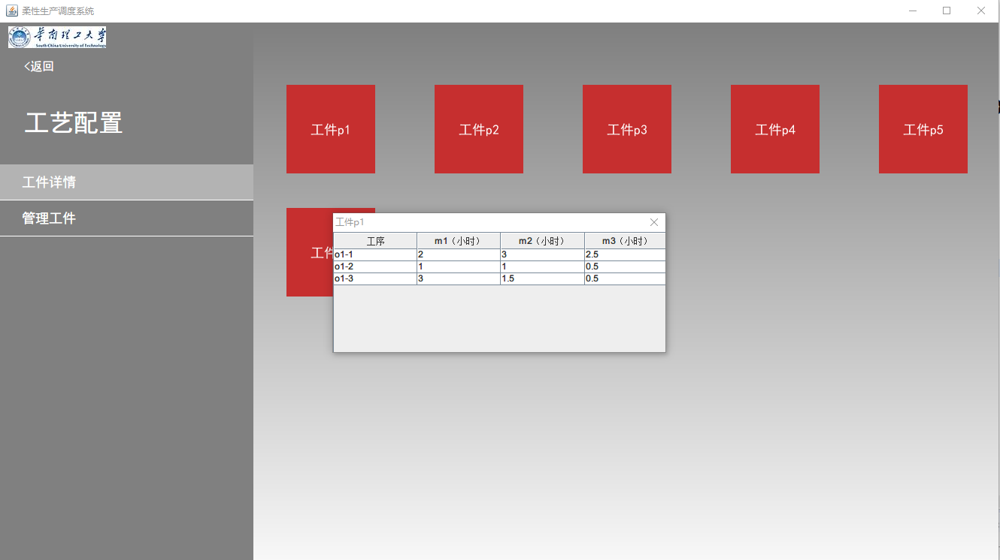 柔性生产调度系统
华南理工大学
South China University of Technology
<返回
工艺配置
工件详情
管理工件
工件p1
工件p2
工件p3
工件p4
工件p5
工件
工件p1
工序 m1（小时） m2（小时） m3（小时）
o1-1 2 3 2.5
o1-2 1 1 0.5
o1-3 3 1.5 0.5